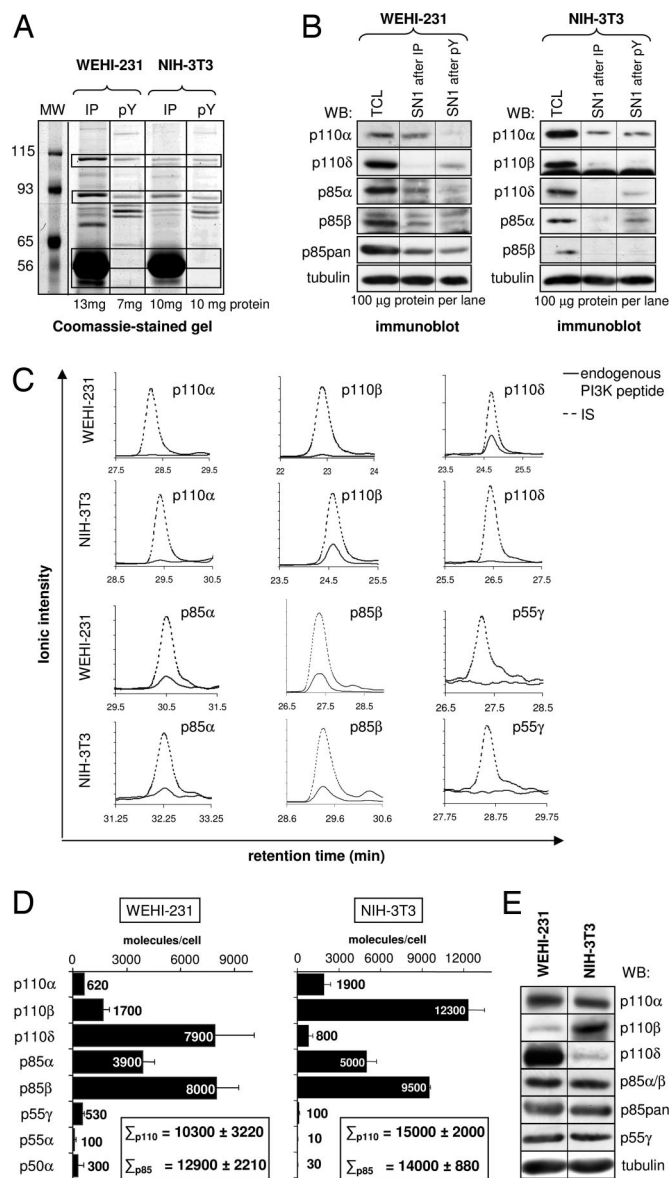 A
WEHI-231 NIH-3T3
MW IP pY IP pY
115
93
65
56
13mg 7mg 10mg 10 mg protein
Coomassie-stained gel
B
WEHI-231
WB: TCL SN1 after IP SN1 after pY
p110α
p110δ
p85α
p85β
p85pan
tubulin
100 µg protein per lane
immunoblot
NIH-3T3
WB: TCL SN1 after IP SN1 after pY
p110α
p110β
p110δ
p85α
p85β
tubulin
100 µg protein per lane
immunoblot
C
endogenous
PI3K peptide
IS
Ionic intensity
WEHI-231
p110α p110β p110δ
27.5 28.5 29.5 22 23 24 23.5 24.5 25.5
NIH-3T3
p110α p110β p110δ
28.5 29.5 30.5 23.5 24.5 25.5 25.5 26.5 27.5
WEHI-231
p85α p85β p55γ
29.5 30.5 31.5 26.5 27.5 28.5 26.5 27.5 28.5
NIH-3T3
p85α p85β p55γ
31.25 32.25 33.25 28.6 29.6 30.6 27.75 28.75 29.75
retention time (min)
D
WEHI-231 NIH-3T3
molecules/cell molecules/cell
0 3000 6000 9000 0 3000 6000 9000 12000
p110α 620 1900
p110β 1700 12300
p110δ 7900 800
p85α 3900 5000
p85β 8000 9500
p55γ 530 100
p55α 100 10
p50α 300 30
∑p110 = 10300 ± 3220
∑p85 = 12900 ± 2210
∑p110 = 15000 ± 2000
∑p85 = 14000 ± 880
E
WEHI-231 NIH-3T3 WB:
p110α
p110β
p110δ
p85α/β
p85pan
p55γ
tubulin